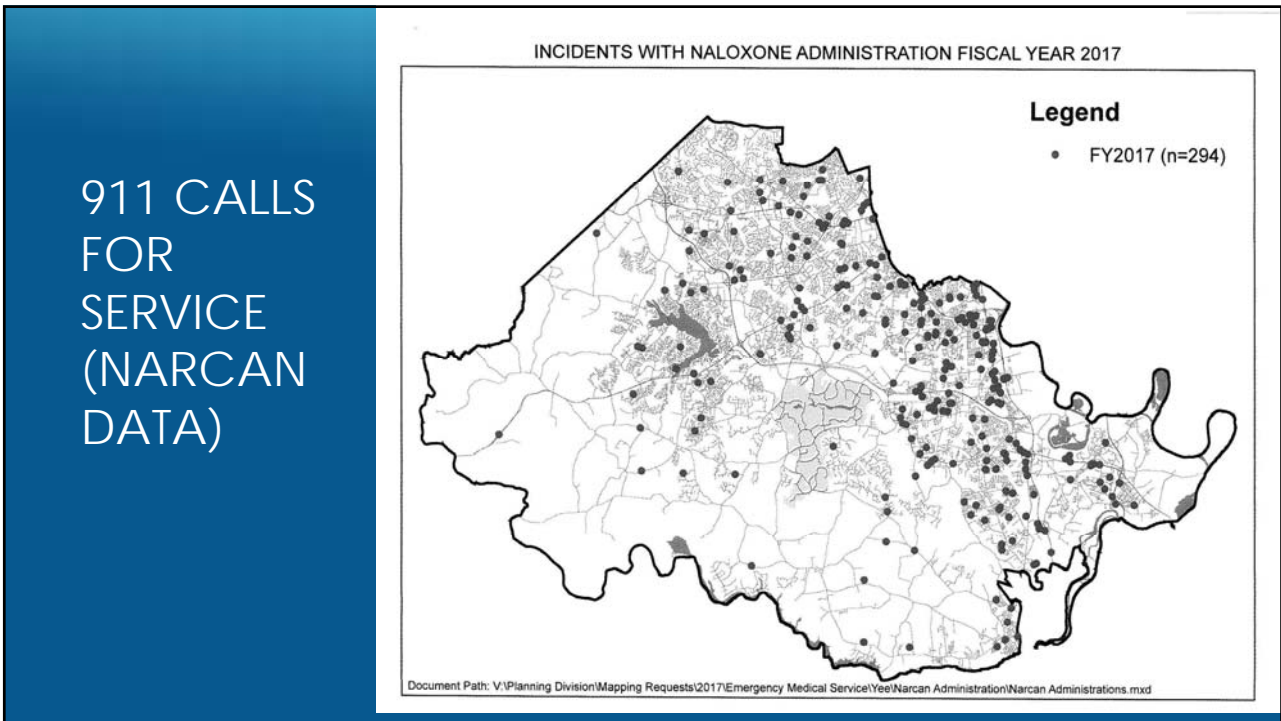 911 CALLS
FOR
SERVICE
(NARCAN
DATA)
INCIDENTS WITH NALOXONE ADMINISTRATION FISCAL YEAR 2017
Legend
FY2017 (n=294)
Document Path: V:\Planning Division\Mapping Requests\2017\Emergency Medical Service\Yee\Narcan Administration\Narcan Administrations.mxd